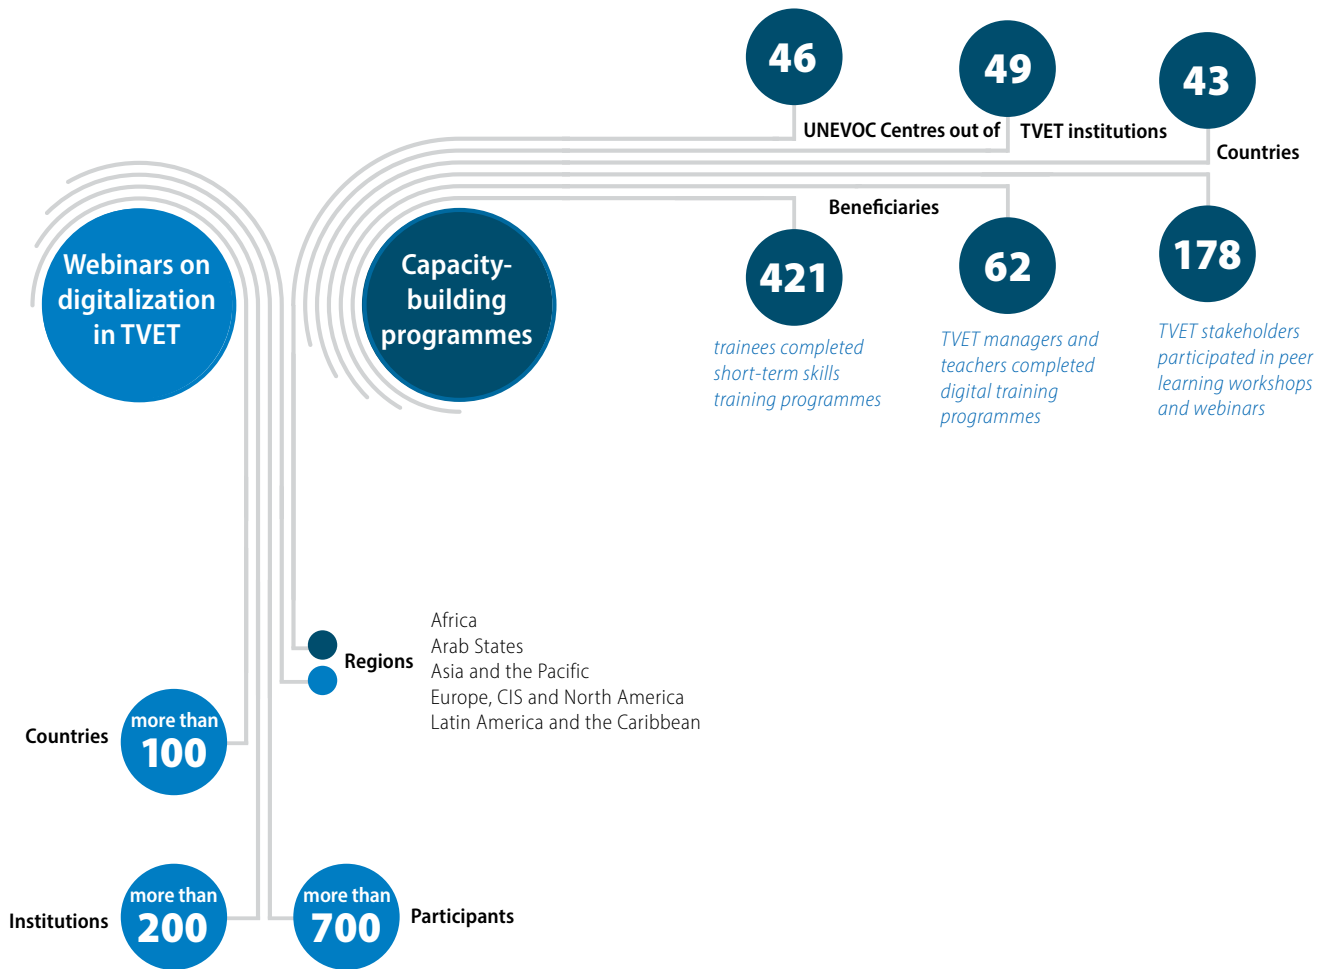 46
49
43
UNEVOC Centres out of
TVET institutions
Countries
Beneficiaries
Webinars on
digitalization
in TVET
Capacity-
building
programmes
421
62
178
trainees completed
short-term skills
training programmes
TVET managers and
teachers completed
digital training
programmes
TVET stakeholders
participated in peer
learning workshops
and webinars
Regions
Africa
Arab States
Asia and the Pacific
Europe, CIS and North America
Latin America and the Caribbean
Countries
more than
100
Institutions
more than
200
more than
700
Participants